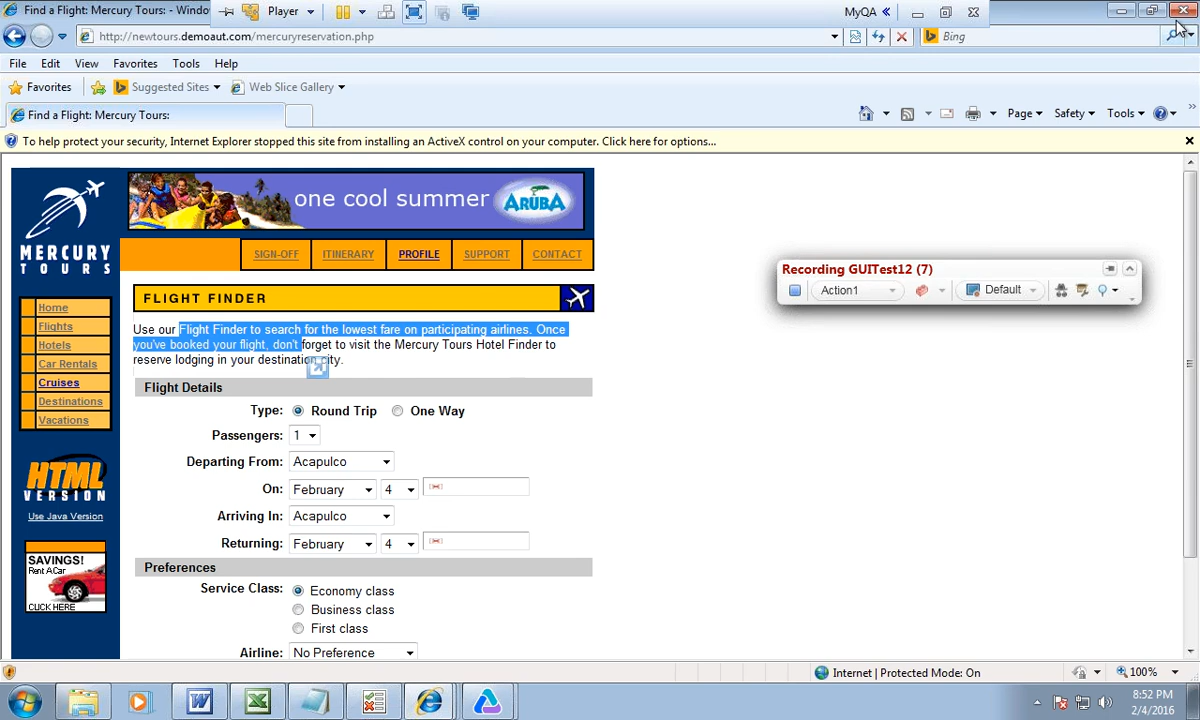 Find a Flight: Mercury Tours: - Windo
Player
MyQA
http://newtours.demoaut.com/mercuryreservation.php
Bing
File Edit View Favorites Tools Help
Favorites Suggested Sites Web Slice Gallery
Find a Flight: Mercury Tours:
Page Safety Tools
To help protect your security, Internet Explorer stopped this site from installing an ActiveX control on your computer. Click here for options...
one cool summer ARUBA
MERCURY
TOURS
SIGN-OFF ITINERARY PROFILE SUPPORT CONTACT
Recording GUITest12 (7)
Action1 Default
FLIGHT FINDER
Home
Flights
Hotels
Car Rentals
Cruises
Destinations
Vacations
Use our Flight Finder to search for the lowest fare on participating airlines. Once
you've booked your flight, don't forget to visit the Mercury Tours Hotel Finder to
reserve lodging in your destination city.
Flight Details
Type: Round Trip One Way
Passengers: 1
Departing From: Acapulco
On: February 4
Arriving In: Acapulco
Returning: February 4
Preferences
Service Class: Economy class
Business class
First class
Airline: No Preference
HTML
VERSION
Use Java Version
SAVINGS!
Rent A Car
CLICK HERE
Internet | Protected Mode: On
100%
8:52 PM
2/4/2016